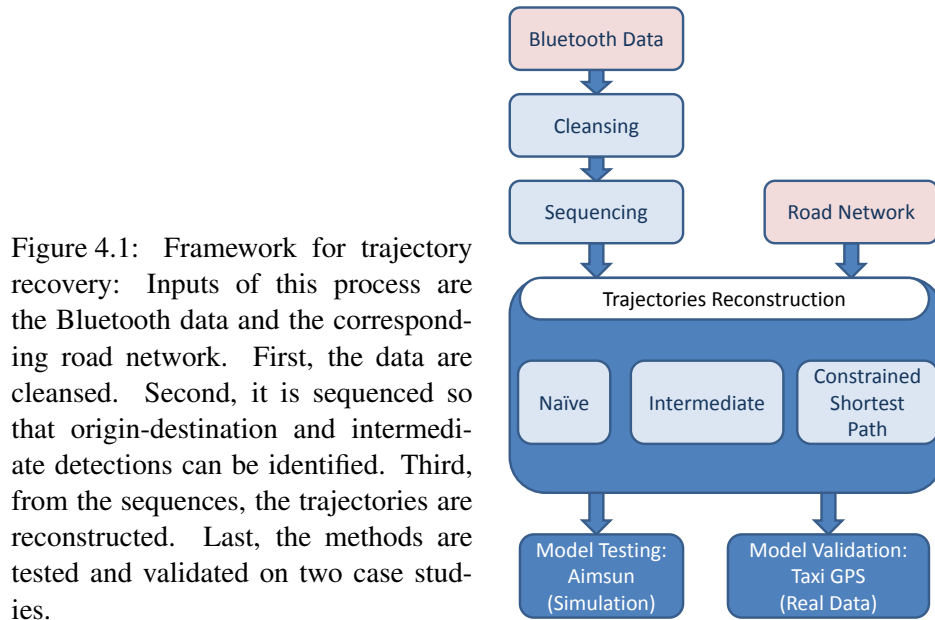 Figure 4.1: Framework for trajectory
recovery: Inputs of this process are
the Bluetooth data and the correspond-
ing road network. First, the data are
cleansed. Second, it is sequenced so
that origin-destination and intermedi-
ate detections can be identified. Third,
from the sequences, the trajectories are
reconstructed. Last, the methods are
tested and validated on two case stud-
ies.
Bluetooth Data
Cleansing
Sequencing
Road Network
Trajectories Reconstruction
Naïve
Intermediate
Constrained
Shortest
Path
Model Testing:
Aimsun
(Simulation)
Model Validation:
Taxi GPS
(Real Data)